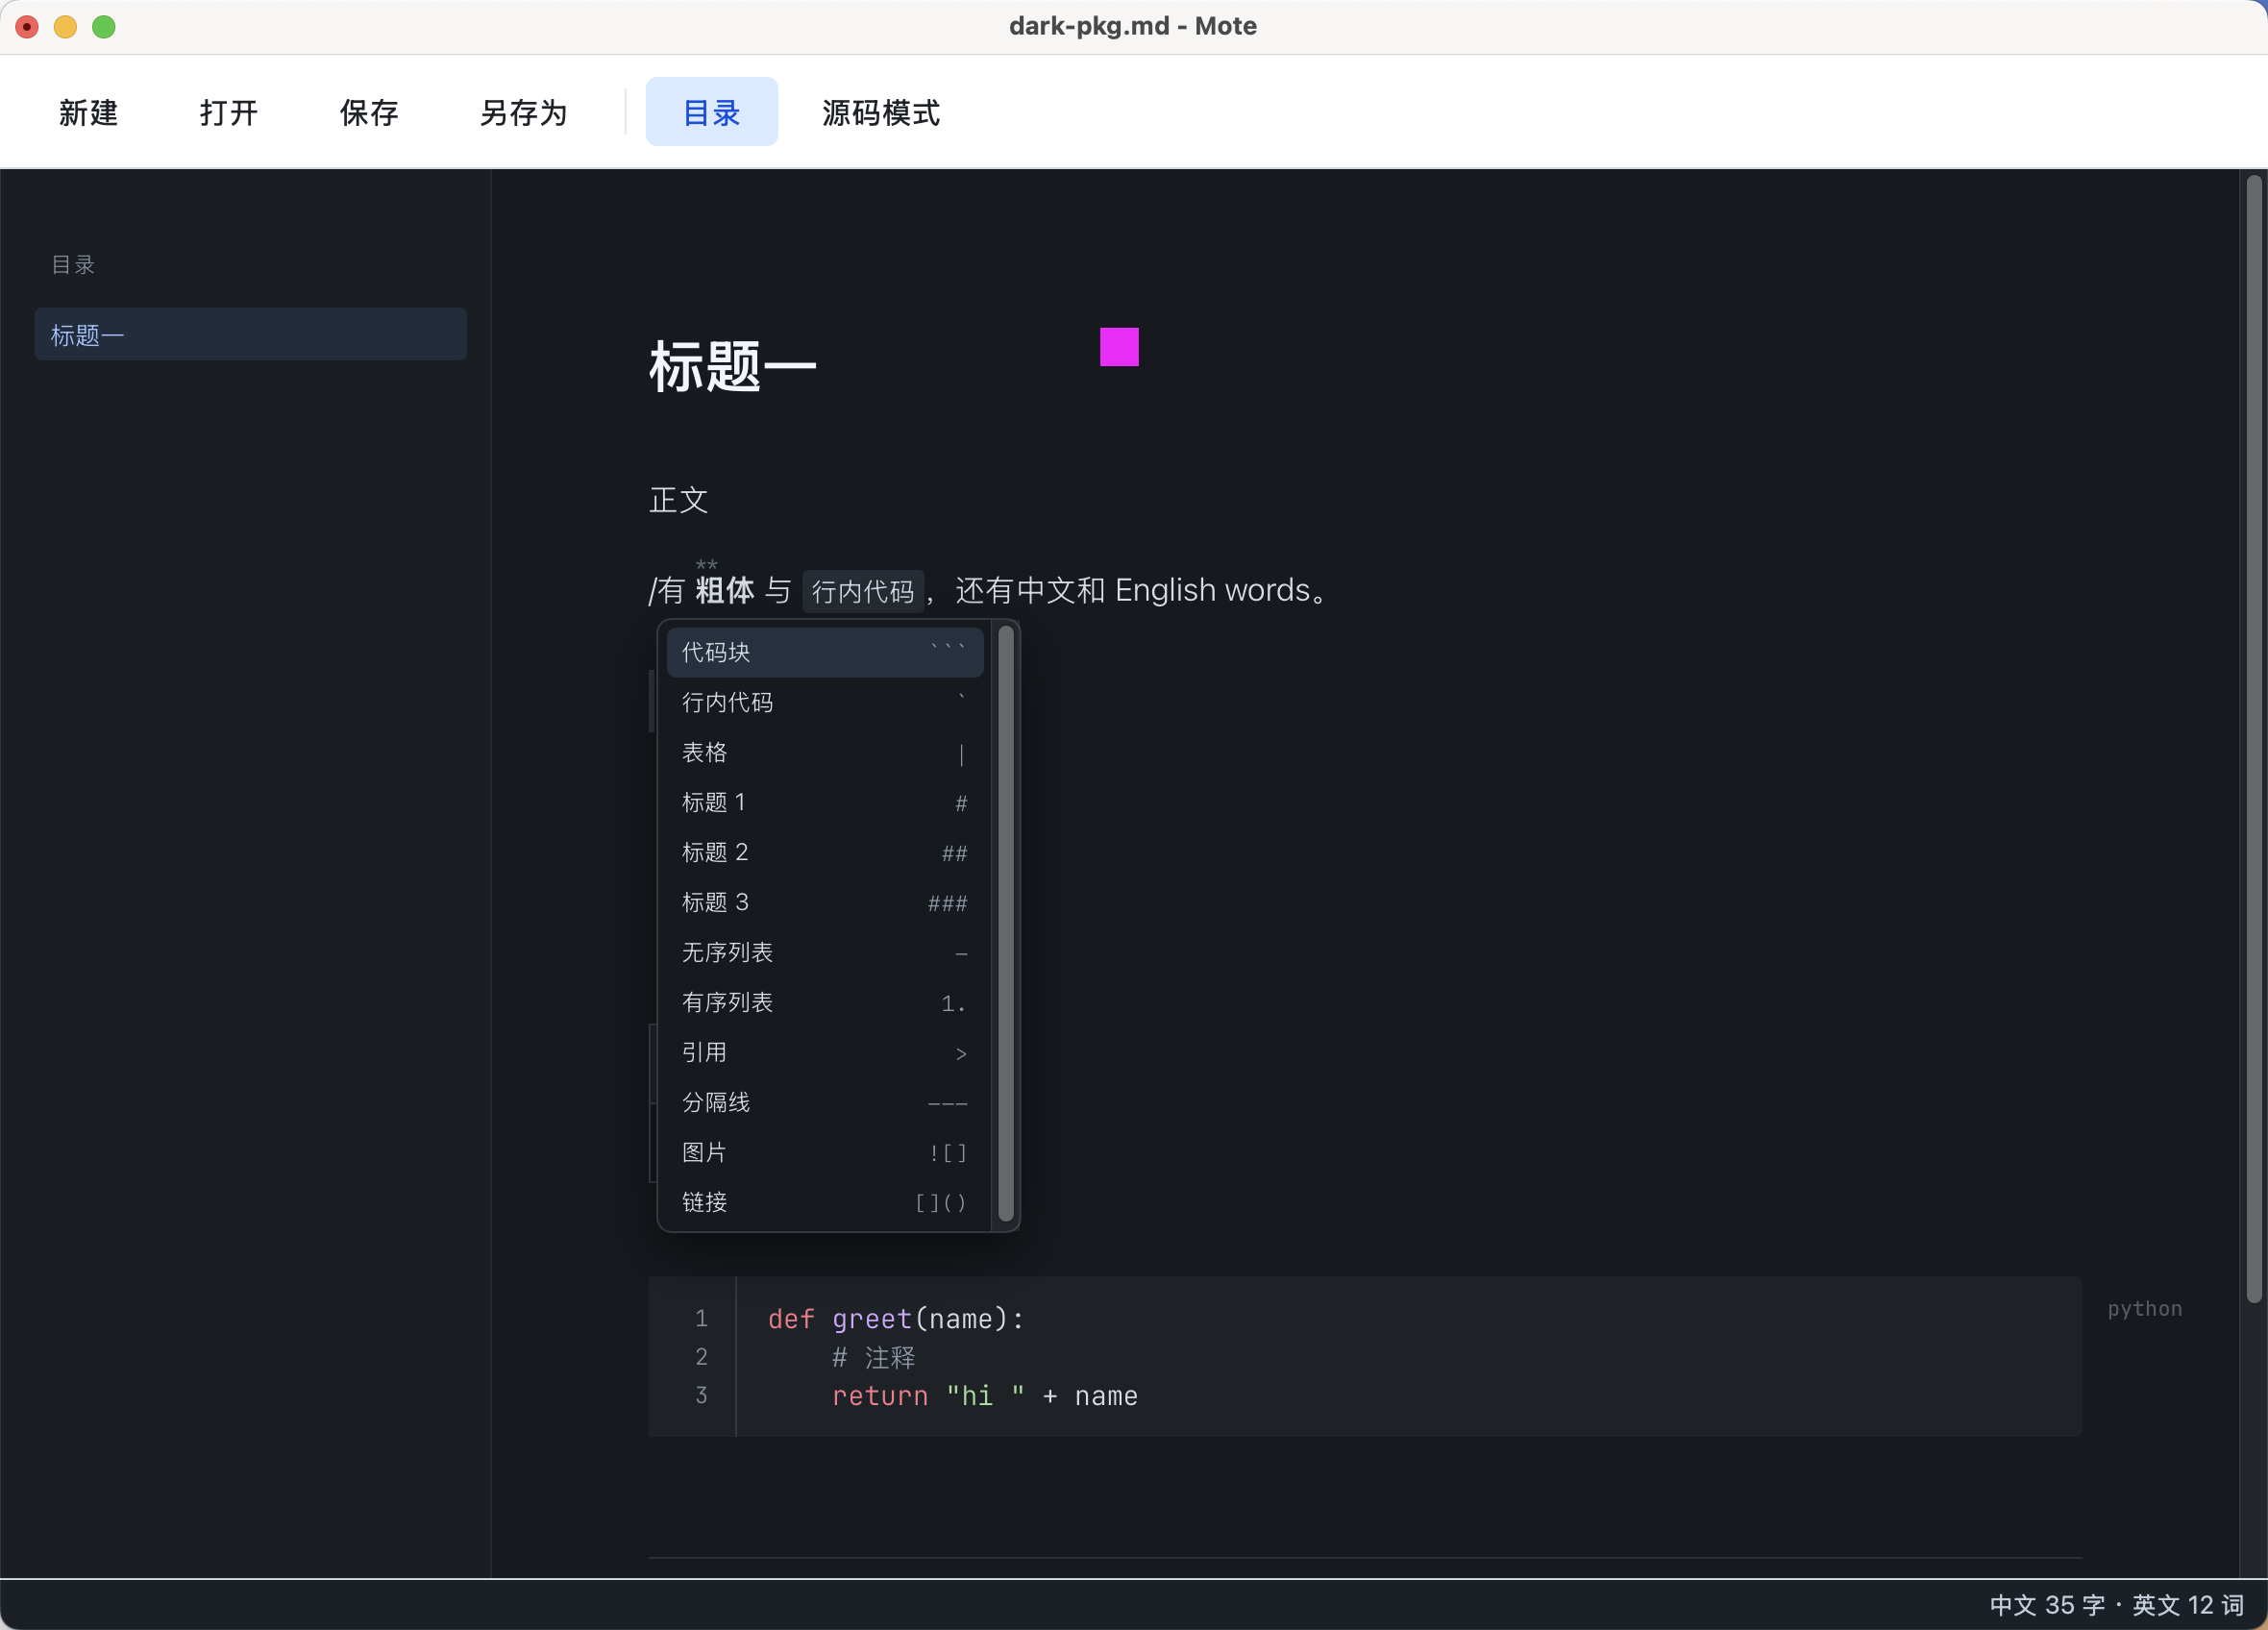 dark-pkg.md - Mote
新建 打开 保存 另存为 目录 源码模式
目录
标题一
标题一
正文
**
/有 粗体 与 行内代码， 还有中文和 English words。
代码块 ```
行内代码 `
表格 |
标题 1 #
标题 2 ##
标题 3 ###
无序列表 -
有序列表 1.
引用 >
分隔线 ---
图片 ![]
链接 []()
python
1 def greet(name):
2 # 注释
3 return "hi " + name
中文 35 字 · 英文 12 词